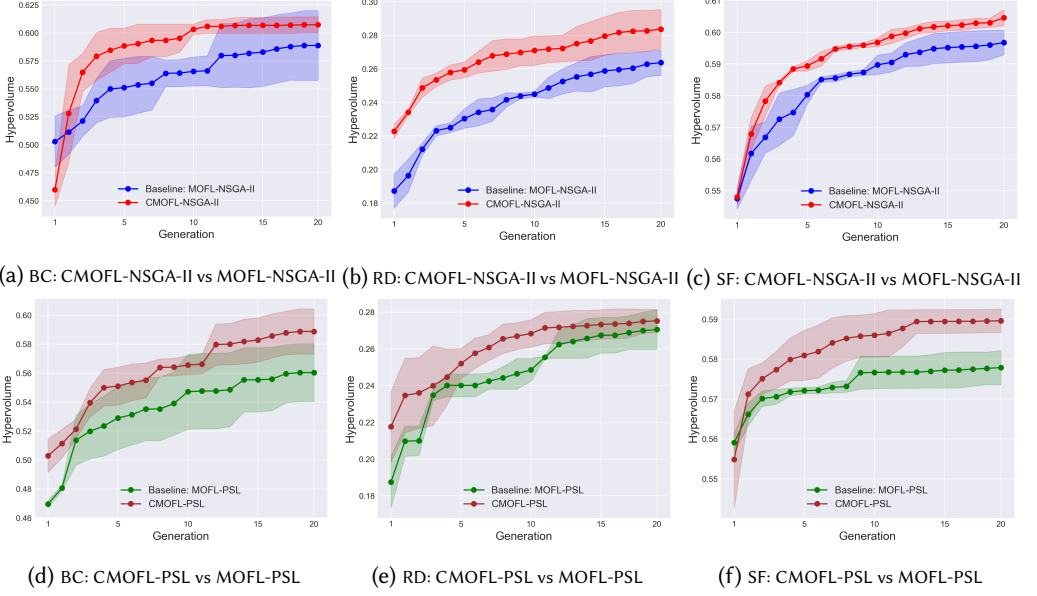 0.625
0.600
0.575
0.550
0.525
0.500
0.475
0.450
Hypervolume
Baseline: MOFL-NSGA-II
CMOFL-NSGA-II
1 5 10 15 20
Generation
0.30
0.28
0.26
0.24
0.22
0.20
0.18
Hypervolume
Baseline: MOFL-NSGA-II
CMOFL-NSGA-II
1 5 10 15 20
Generation
0.61
0.60
0.59
0.58
0.57
0.56
0.55
Hypervolume
Baseline: MOFL-NSGA-II
CMOFL-NSGA-II
1 5 10 15 20
Generation
(a) BC: CMOFL-NSGA-II vs MOFL-NSGA-II (b) RD: CMOFL-NSGA-II vs MOFL-NSGA-II (c) SF: CMOFL-NSGA-II vs MOFL-NSGA-II
0.60
0.58
0.56
0.54
0.52
0.50
0.48
0.46
Hypervolume
Baseline: MOFL-PSL
CMOFL-PSL
1 5 10 15 20
Generation
0.28
0.26
0.24
0.22
0.20
0.18
Hypervolume
Baseline: MOFL-PSL
CMOFL-PSL
1 5 10 15 20
Generation
0.59
0.58
0.57
0.56
0.55
Hypervolume
Baseline: MOFL-PSL
CMOFL-PSL
1 5 10 15 20
Generation
(d) BC: CMOFL-PSL vs MOFL-PSL (e) RD: CMOFL-PSL vs MOFL-PSL (f) SF: CMOFL-PSL vs MOFL-PSL